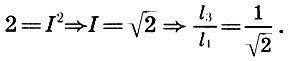 2 = I² ⇒ I = √2 ⇒ l₃/l₁ = 1/√2 .